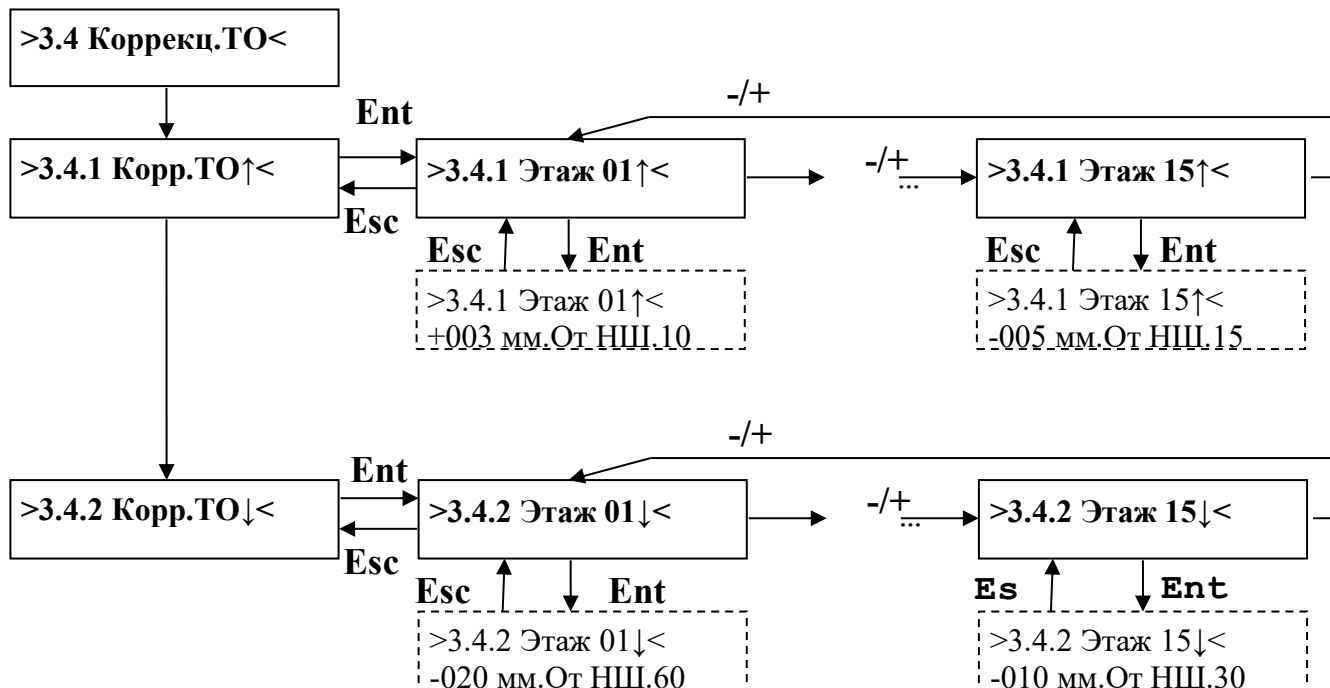 >3.4 Коррекц.ТО<
-/+
Ent
>3.4.1 Корр.ТО↑<
>3.4.1 Этаж 01↑<
-/+
...
>3.4.1 Этаж 15↑<
Esc
Esc
Ent
Esc
Ent
>3.4.1 Этаж 01↑<
+003 мм.От НШ.10
>3.4.1 Этаж 15↑<
-005 мм.От НШ.15
-/+
Ent
>3.4.2 Корр.ТО↓<
>3.4.2 Этаж 01↓<
-/+
...
>3.4.2 Этаж 15↓<
Esc
Esc
Ent
Es
Ent
>3.4.2 Этаж 01↓<
-020 мм.От НШ.60
>3.4.2 Этаж 15↓<
-010 мм.От НШ.30